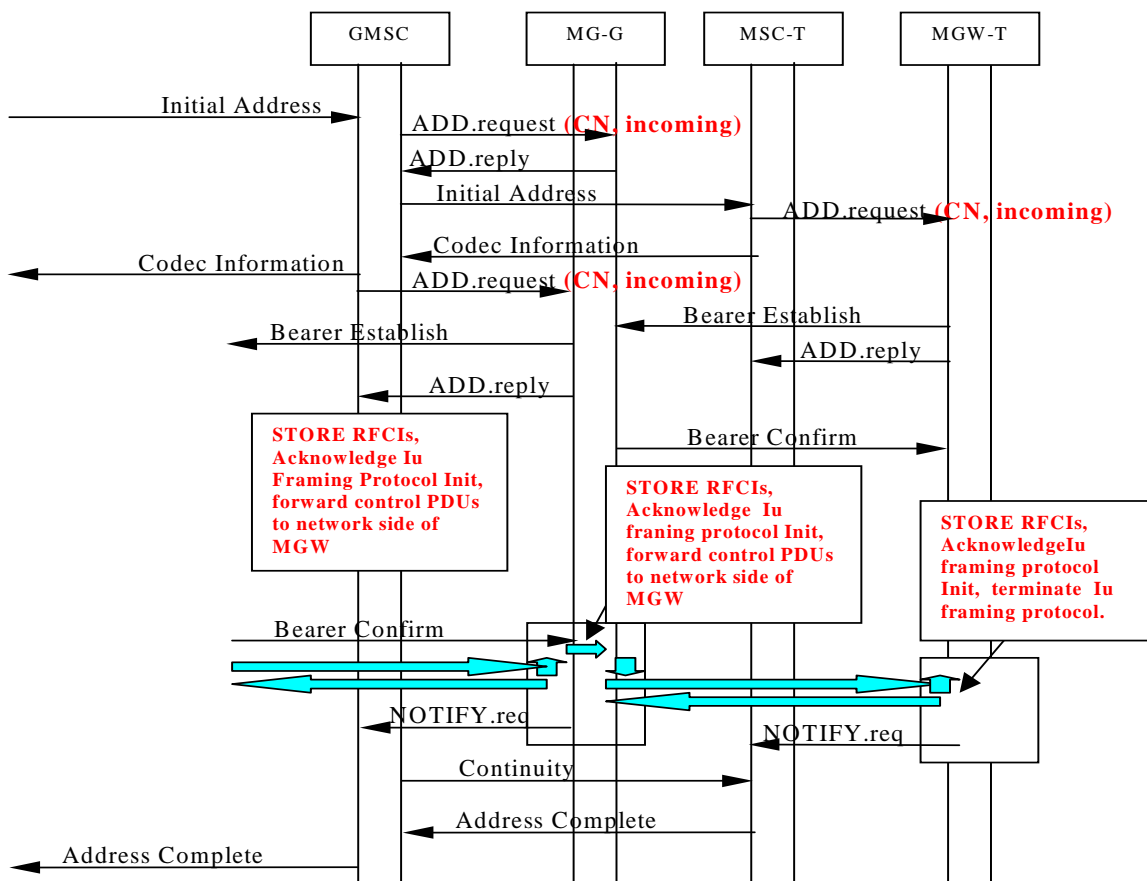 GMSC
MG-G
MSC-T
MGW-T
Initial Address
ADD.request (CN, incoming)
ADD.reply
Initial Address
ADD.request (CN, incoming)
Codec Information
Codec Information
ADD.request (CN, incoming)
Bearer Establish
Bearer Establish
ADD.reply
ADD.reply
STORE RFCIs,
Acknowledge Iu
Framing Protocol Init,
forward control PDUs
to network side of
MGW
Bearer Confirm
STORE RFCIs,
Acknowledge Iu
franing protocol Init,
forward control PDUs
to network side of
MGW
STORE RFCIs,
AcknowledgeIu
framing protocol
Init, terminate Iu
framing protocol.
Bearer Confirm
NOTIFY.req
NOTIFY.req
Continuity
Address Complete
Address Complete